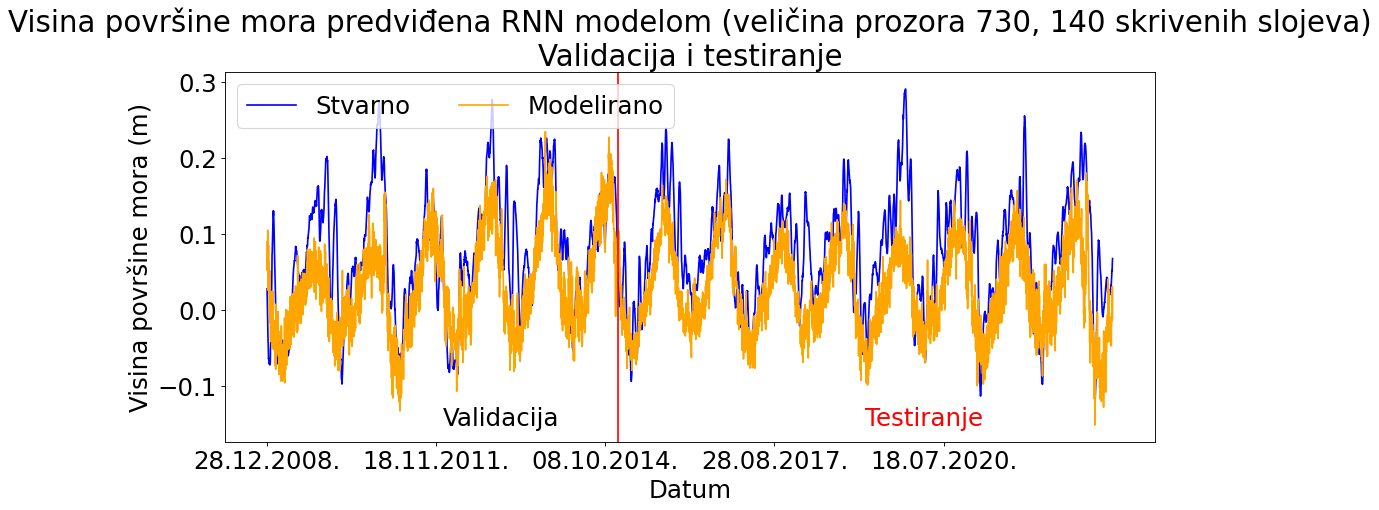 Visina površine mora predviđena RNN modelom (veličina prozora 730, 140 skrivenih slojeva)
Validacija i testiranje
Stvarno Modelirano
Visina površine mora (m)
0.3
0.2
0.1
0.0
−0.1
Validacija Testiranje
28.12.2008. 18.11.2011. 08.10.2014. 28.08.2017. 18.07.2020.
Datum